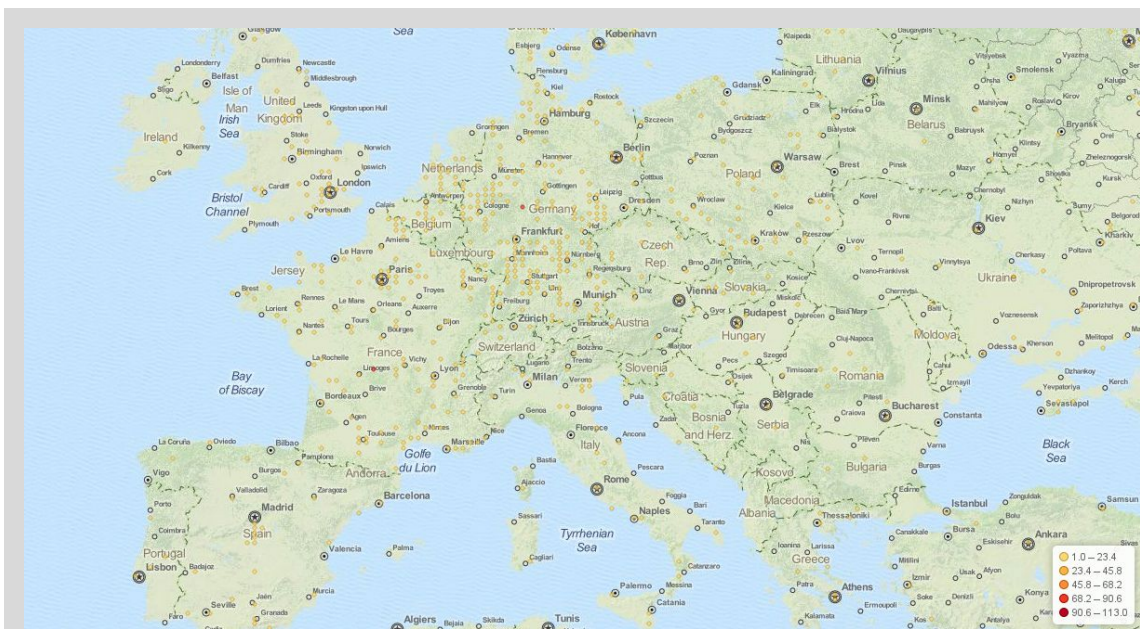 Glasgow
Sea
København
Klaipeda
Daugavpils
Londonderry
Dumfries
Newcastle
Esbjerg
Odense
Lithuania
Vitsyebsk
Vyazma
Belfast
Middlesbrough
Flensburg
Kaliningrad
Vilnius
Orsha
Smolensk
Kaluga
Sligo
Isle of
Man
United
Kingdom
Leeds
Kingston upon Hull
Kiel
Rostock
Gdansk
Elk
Hrodna
Lida
Minsk
Mahilyow
Roslavl
Kirov
Irish
Sea
Hamburg
Szczecin
Grudziadz
Belarus
Bryansk
Orel
Ireland
Stoke
Groningen
Bremen
Bydgoszcz
Bialystok
Babruysk
Klintsy
Zheleznogorsk
Kilkenny
Birmingham
Norwich
Netherlands
Hannover
Berlin
Poznan
Warsaw
Brest
Pinsk
Mazyr
Homyel
Cork
Ipswich
Münster
Gottingen
Cottbus
Poland
Shostka
Kursk
Oxford
Cardiff
London
Antwerpen
Cologne
Leipzig
Wroclaw
Lublin
Kovel
Chernobyl
Bristol
Channel
Portsmouth
Calais
Germany
Dresden
Kielce
Rivne
Nizhyn
Sumy
Belgorod
Plymouth
Belgium
Frankfurt
Hof
Kraków
Rzeszow
Lvov
Kiev
Kharkiv
Le Havre
Amiens
Luxembourg
Mannheim
Nürnberg
Czech
Rep.
Ternopil
Poltava
Jersey
Paris
Nancy
Stuttgart
Regensburg
Brno
Zlin
Zilina
Kosice
Ivano-Frankivsk
Vinnytsya
Cherkasy
Ukraine
Brest
Rennes
Le Mans
Troyes
Ulm
Linz
Slovakia
Chernivtsi
Dnipropetrovsk
Lorient
Orleans
Auxerre
Freiburg
Munich
Vienna
Miskolc
Zaporizhzhya
Nantes
Tours
Bourges
Dijon
Zürich
Innsbruck
Austria
Gyor
Budapest
Debrecen
Baia Mare
Balti
Voznesensk
France
Switzerland
Graz
Hungary
Moldova
Melitopol
La Rochelle
Vichy
Bolzano
Maribor
Cluj-Napoca
Odessa
Kherson
Limoges
Lyon
Lugano
Trento
Slovenia
Pecs
Szeged
Cahul
Dzhankoy
Bay
of Biscay
Brive
Grenoble
Turin
Milan
Verona
Osijek
Timisoara
Romania
Izmayil
Yevpatoriya
Kerch
Bordeaux
Pula
Croatia
Belgrade
Pitesti
Sevastapol
Agen
Genoa
Bologna
Zadar
Bosnia
and Herz.
Tuzla
Craiova
Bucharest
Constanta
La Coruña
Oviedo
Bilbao
Toulouse
Nimes
Marseille
Nice
Florence
Ancona
Serbia
Nis
Pleven
Varna
Black
Sea
Vigo
Burgos
Pamplona
Andorra
Golfe
du Lion
Italy
Bastia
Pescara
Kosovo
Bulgaria
Burgas
Valladolid
Zaragoza
Barcelona
Ajaccio
Rome
Foggia
Macedonia
Edirne
Zonguldak
Samsun
Porto
Madrid
Naples
Bari
Albania
Istanbul
Bolu
Coimbra
Spain
Sassari
Taranto
Thessaloniki
Canakkale
Bursa
Ankara
Portugal
Valencia
Palma
Tyrrhenian
Sea
Ioannina
Larissa
Eskisehir
Sivas
Lisbon
Badajoz
Cagliari
Catanzaro
Greece
Mitilini
Murcia
Palermo
Messina
Patra
Athens
Izmir
Usak
Afyon
Faro
Seville
Jaén
Granada
Catania
Ermoupoli
Soke
Denizli
Konya
Algiers
Bejaia
Skikda
Tunis
Kalamata
Kos
Antalya
1.0 – 23.4
23.4 – 45.8
45.8 – 68.2
68.2 – 90.6
90.6 – 113.0